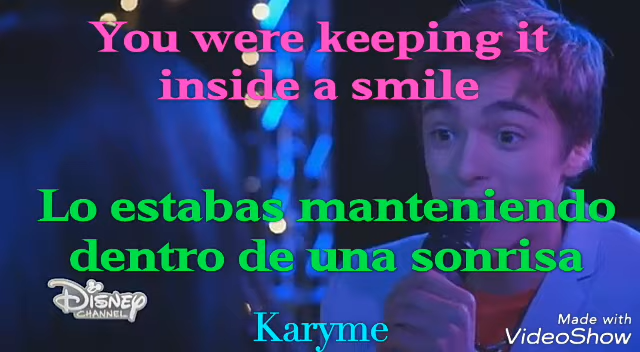 You were keeping it
inside a smile
Lo estabas manteniendo
dentro de una sonrisa
Disney
CHANNEL
Karyme
Made with
VideoShow